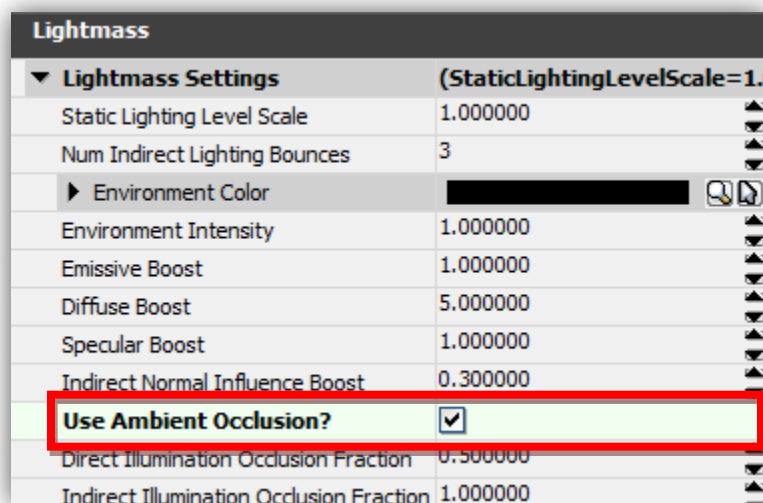 Lightmass
Lightmass Settings (StaticLightingLevelScale=1.
Static Lighting Level Scale 1.000000
Num Indirect Lighting Bounces 3
Environment Color
Environment Intensity 1.000000
Emissive Boost 1.000000
Diffuse Boost 5.000000
Specular Boost 1.000000
Indirect Normal Influence Boost 0.300000
Use Ambient Occlusion?
Direct Illumination Occlusion Fraction 0.500000
Indirect Illumination Occlusion Fraction 1.000000